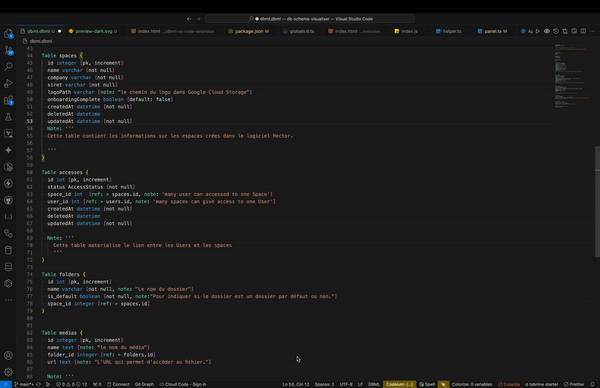 dbml.dbml — db-schema-visualiser — Visual Studio Code
dbml.dbml U preview-dark.svg U index.html package.json M globals.d.ts index.html index.js helper.ts panel.ts M
dbml.dbml
43
44 Table spaces {
45 id integer [pk, increment]
46 name varchar [not null]
47 company varchar [not null]
48 siret varchar [not null]
49 logoPath varchar [note: "le chemin du logo dans Google Cloud Storage"]
50 onboardingComplete boolean [default: false]
51 createdAt datetime [not null]
52 deletedAt datetime
53 updatedAt datetime [not null]
54 Note: '''
55 Cette table contient les informations sur les espaces crées dans le logiciel Hector.
56
57 '''
58 }
59
60 Table accesses {
61 id int [pk, increment]
62 status AccessStatus [not null]
63 space_id int [ref: > spaces.id, note: 'many user can accessed to one Space']
64 user_id int [ref: > users.id, note: 'many spaces can give access to one User']
65 createdAt datetime [not null]
66 deletedAt datetime
67 updatedAt datetime [not null]
68
69 Note: '''
70 Cette table matérialise le lien entre les Users et les spaces
71 '''
72 }
73
74 Table folders {
75 id int [pk, increment]
76 name varchar [not null, note: "Le nom du dossier"]
77 is_default boolean [not null, note:"Pour indiquer si le dossier est un dossier par défaut ou non."]
78 space_id integer [ref: > spaces.id]
79 }
80
81
82 Table medias {
83 id integer [pk, increment]
84 name text [note: "le nom du média"]
85 folder_id integer [ref: > folders.id]
86 url text [note: "L'URL qui permet d'accéder au fichier."]
87
88 Note: '''
main* 0 0 12 0 Connect Git Graph Cloud Code - Sign in Ln 53, Col 12 Spaces: 2 UTF-8 LF DBML Codeium {...} Spell Colorize: 0 variables Colorize tabnine starter Prettier